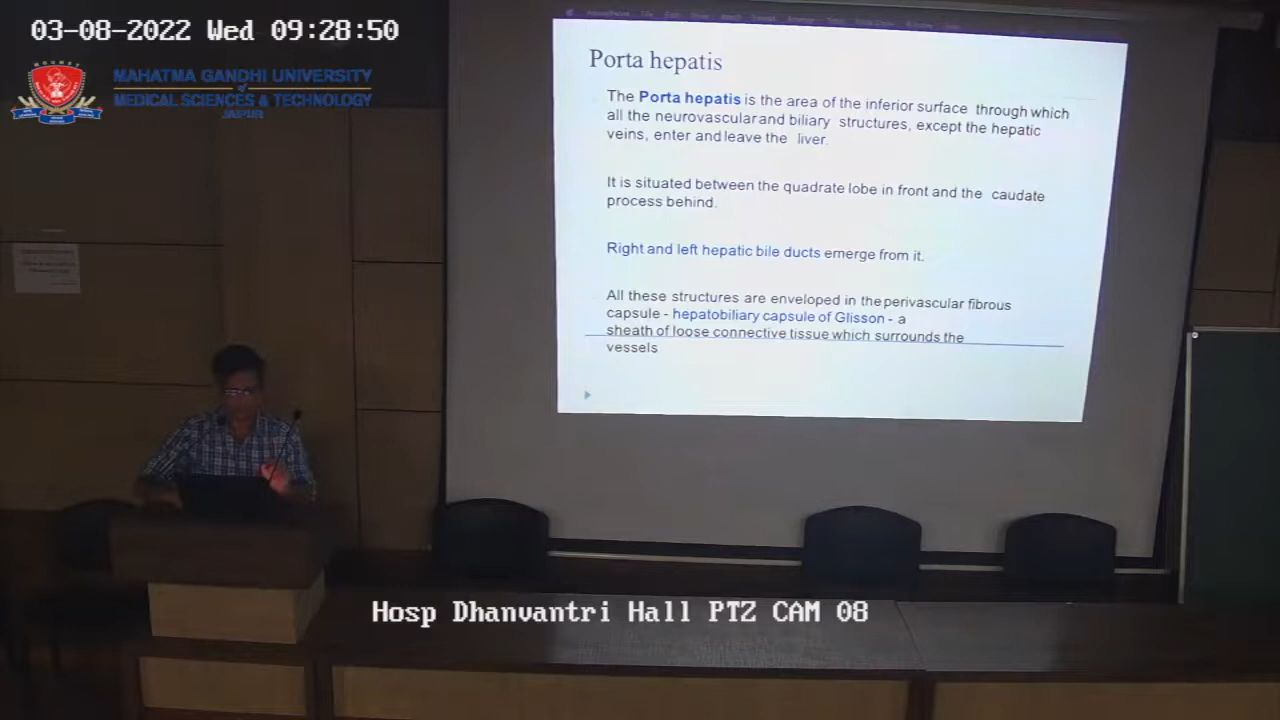 03-08-2022 Wed 09:28:50
MGUMST
MAHATMA GANDHI UNIVERSITY
of
MEDICAL SCIENCES & TECHNOLOGY
JAIPUR
Porta hepatis
The Porta hepatis is the area of the inferior surface through which
all the neurovascular and biliary structures, except the hepatic
veins, enter and leave the liver.
It is situated between the quadrate lobe in front and the caudate
process behind.
Right and left hepatic bile ducts emerge from it.
All these structures are enveloped in the perivascular fibrous
capsule - hepatobiliary capsule of Glisson - a
sheath of loose connective tissue which surrounds the
vessels
Hosp Dhanvantri Hall PTZ CAM 08